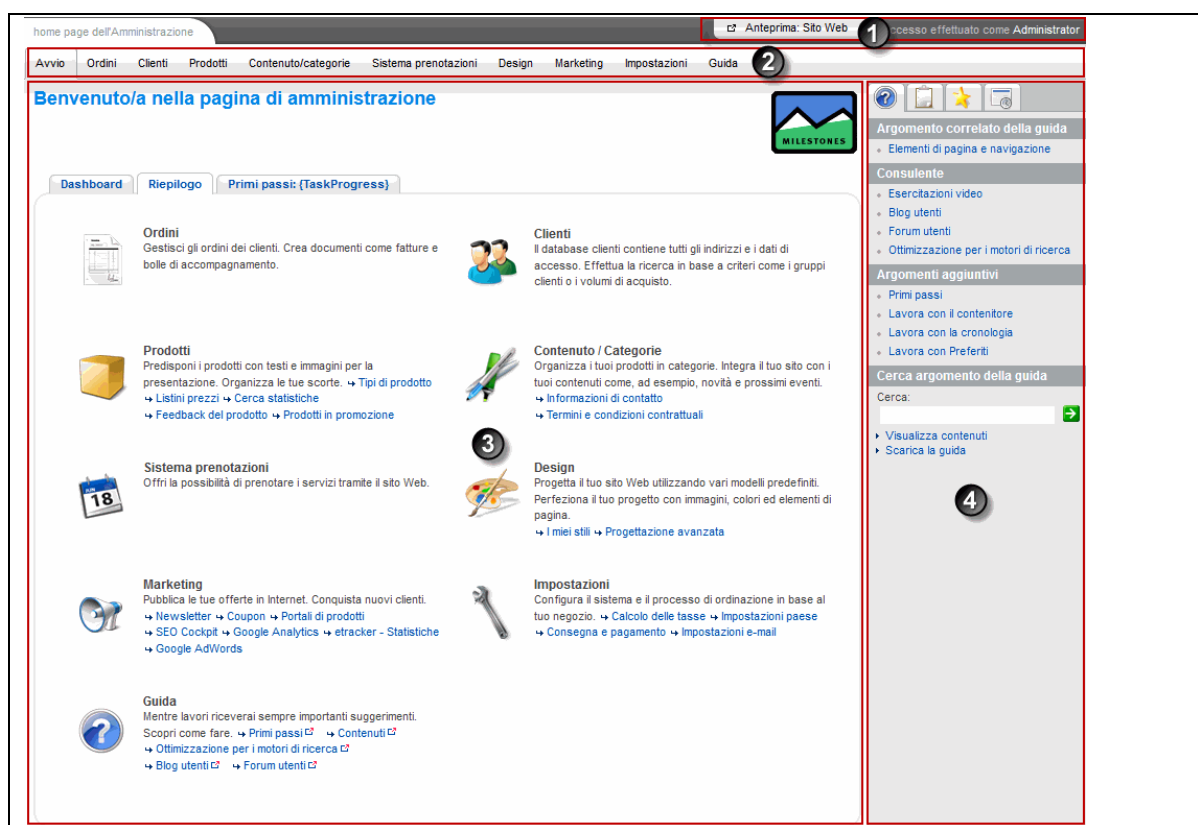 home page dell'Amministrazione
Anteprima: Sito Web
1
ccesso effettuato come Administrator
Avvio Ordini Clienti Prodotti Contenuto/categorie Sistema prenotazioni Design Marketing Impostazioni Guida
2
Benvenuto/a nella pagina di amministrazione
MILESTONES
Dashboard Riepilogo Primi passi: {TaskProgress}
Ordini
Gestisci gli ordini dei clienti. Crea documenti come fatture e
bolle di accompagnamento.
Clienti
Il database clienti contiene tutti gli indirizzi e i dati di
accesso. Effettua la ricerca in base a criteri come i gruppi
clienti o i volumi di acquisto.
Prodotti
Predisponi i prodotti con testi e immagini per la
presentazione. Organizza le tue scorte. Tipi di prodotto
Listini prezzi Cerca statistiche
Feedback del prodotto Prodotti in promozione
Contenuto / Categorie
Organizza i tuoi prodotti in categorie. Integra il tuo sito con i
tuoi contenuti come, ad esempio, novità e prossimi eventi.
Informazioni di contatto
Termini e condizioni contrattuali
3
Sistema prenotazioni
Offri la possibilità di prenotare i servizi tramite il sito Web.
JUN
18
Design
Progetta il tuo sito Web utilizzando vari modelli predefiniti.
Perfeziona il tuo progetto con immagini, colori ed elementi di
pagina.
I miei stili Progettazione avanzata
Marketing
Pubblica le tue offerte in Internet. Conquista nuovi clienti.
Newsletter Coupon Portali di prodotti
SEO Cockpit Google Analytics etracker - Statistiche
Google AdWords
Impostazioni
Configura il sistema e il processo di ordinazione in base al
tuo negozio. Calcolo delle tasse Impostazioni paese
Consegna e pagamento Impostazioni e-mail
Guida
Mentre lavori riceverai sempre importanti suggerimenti.
Scopri come fare. Primi passi Contenuti
Ottimizzazione per i motori di ricerca
Blog utenti Forum utenti
Argomento correlato della guida
Elementi di pagina e navigazione
Consulente
Esercitazioni video
Blog utenti
Forum utenti
Ottimizzazione per i motori di ricerca
Argomenti aggiuntivi
Primi passi
Lavora con il contenitore
Lavora con la cronologia
Lavora con Preferiti
Cerca argomento della guida
Cerca:
Visualizza contenuti
Scarica la guida
4